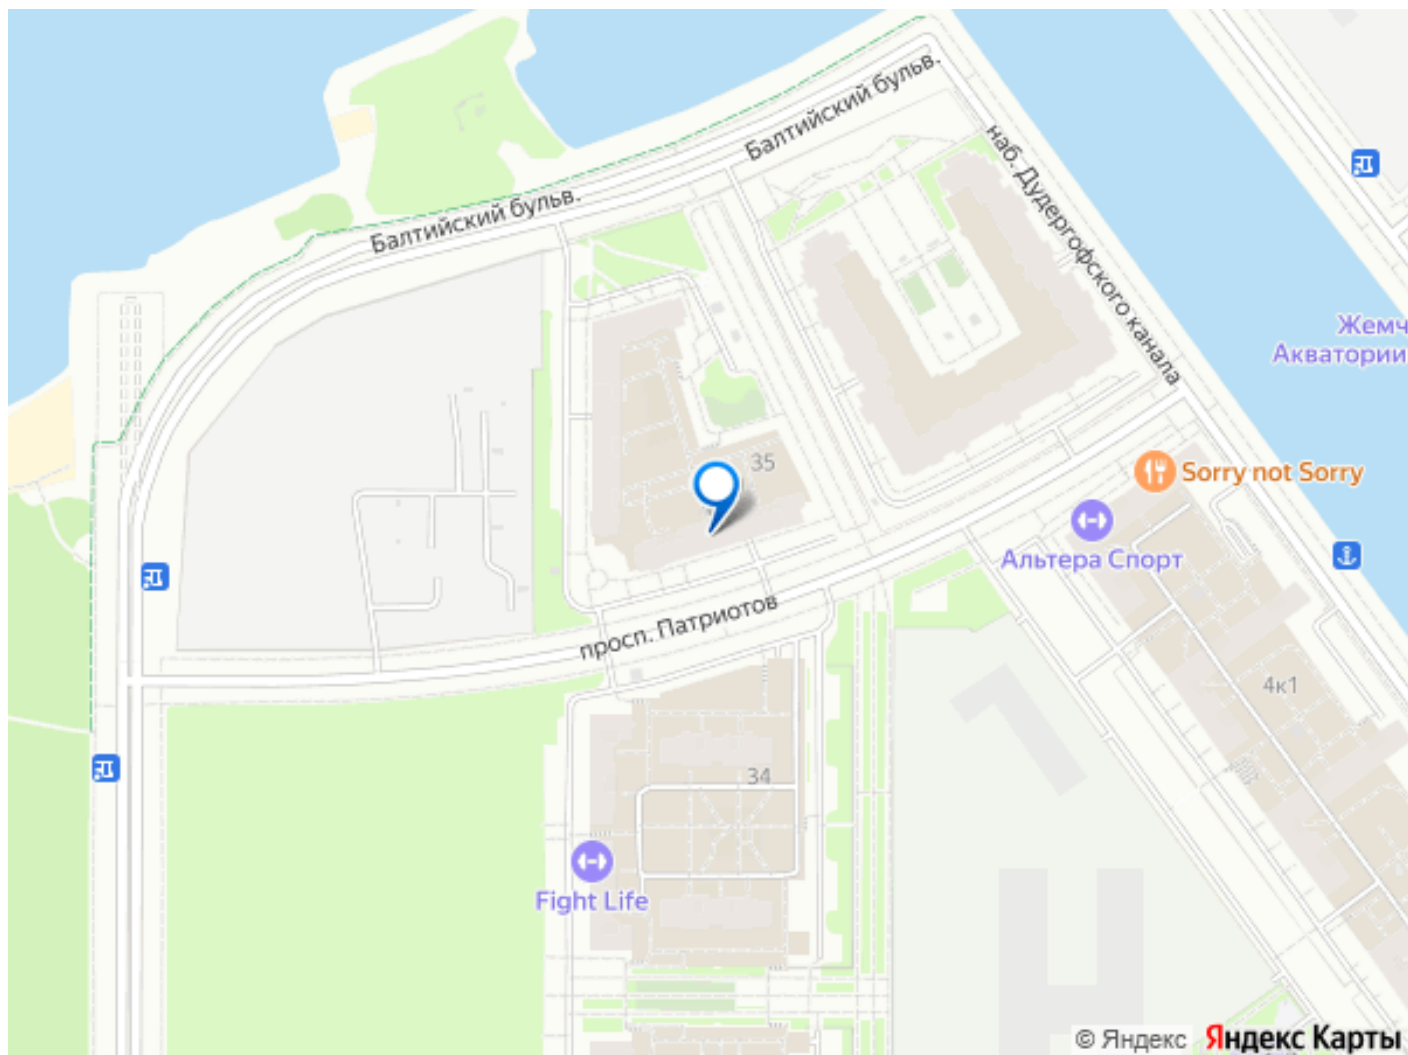 Балтийский бульв.
Балтийский бульв.
наб. Дудергофского канала
Жемч
Акватории
35
Sorry not Sorry
Альтера Спорт
просп. Патриотов
4к1
34
Fight Life
© Яндекс Яндекс Карты